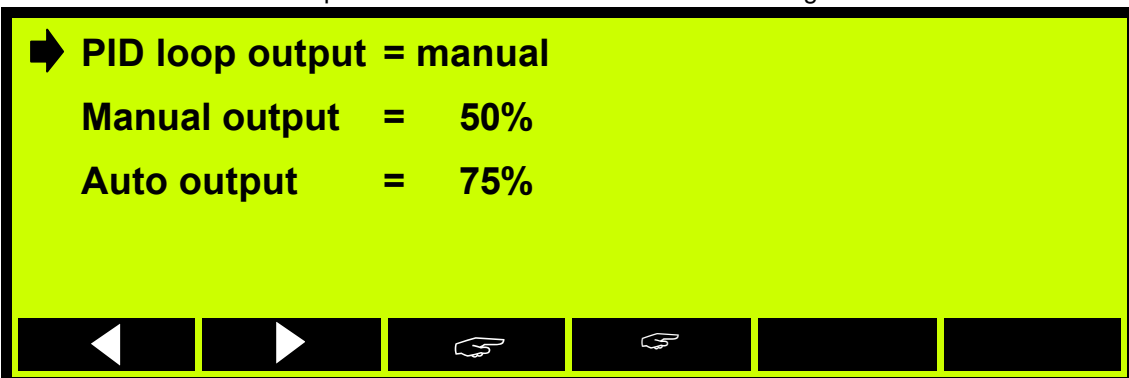 PID loop output = manual
Manual output = 50%
Auto output = 75%